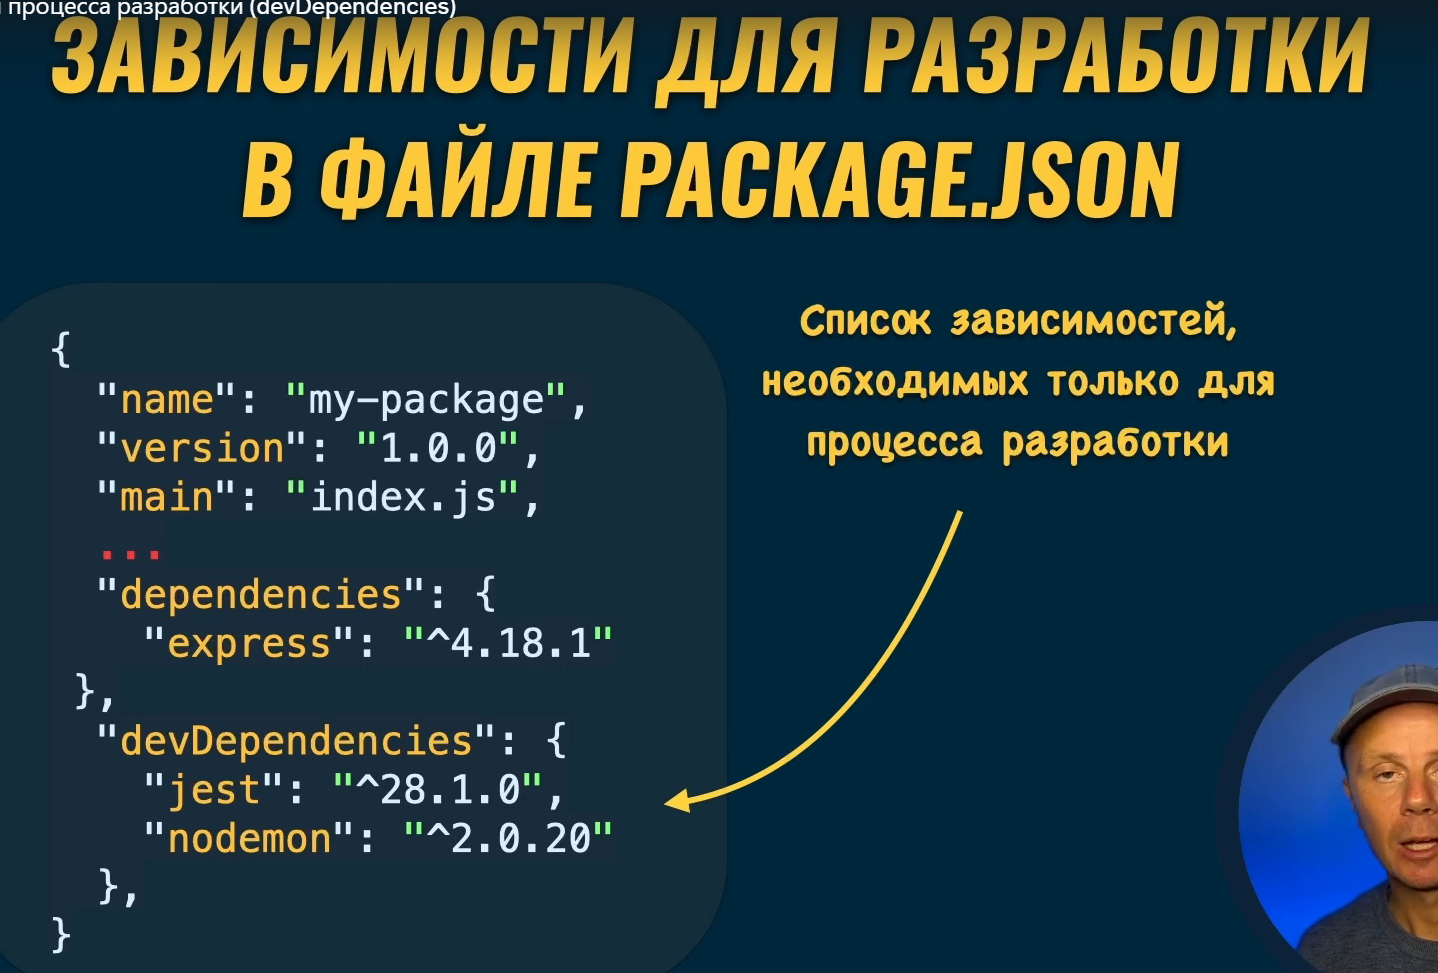 процесса разработки (devDependencies)
ЗАВИСИМОСТИ ДЛЯ РАЗРАБОТКИ
В ФАЙЛЕ PACKAGE.JSON
Список зависимостей,
необходимых только для
процесса разработки
{
"name": "my-package",
"version": "1.0.0",
"main": "index.js",
...
"dependencies": {
"express": "^4.18.1"
},
"devDependencies": {
"jest": "^28.1.0",
"nodemon": "^2.0.20"
},
}